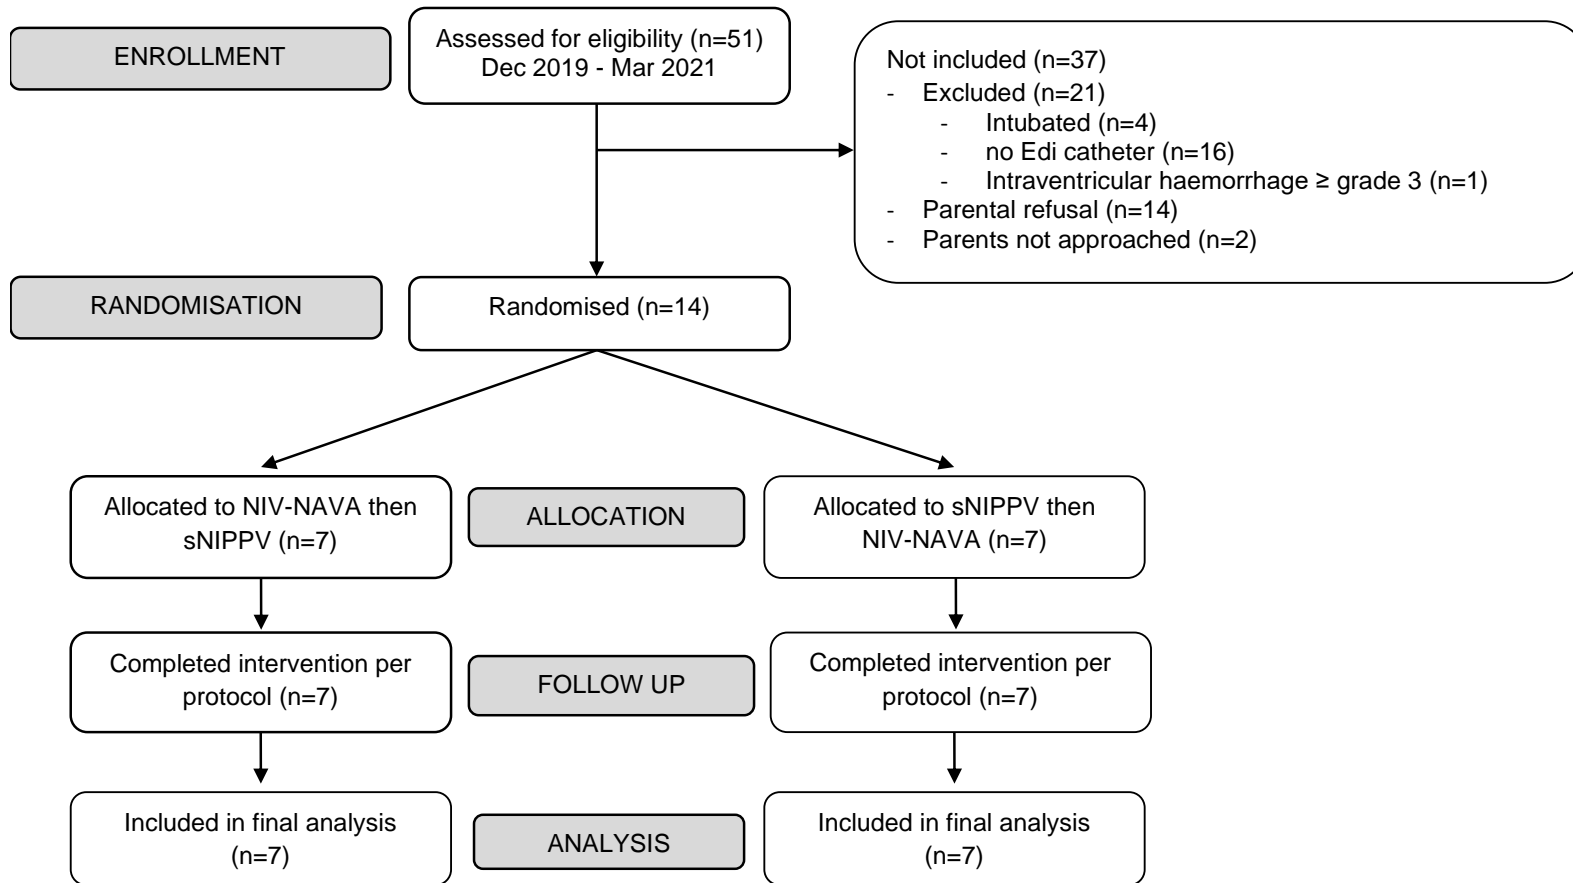 ENROLLMENT
Assessed for eligibility (n=51)
Dec 2019 - Mar 2021
Not included (n=37)
- Excluded (n=21)
- Intubated (n=4)
- no Edi catheter (n=16)
- Intraventricular haemorrhage ≥ grade 3 (n=1)
- Parental refusal (n=14)
- Parents not approached (n=2)
RANDOMISATION
Randomised (n=14)
Allocated to NIV-NAVA then
sNIPPV (n=7)
ALLOCATION
Allocated to sNIPPV then
NIV-NAVA (n=7)
Completed intervention per
protocol (n=7)
FOLLOW UP
Completed intervention per
protocol (n=7)
Included in final analysis
(n=7)
ANALYSIS
Included in final analysis
(n=7)